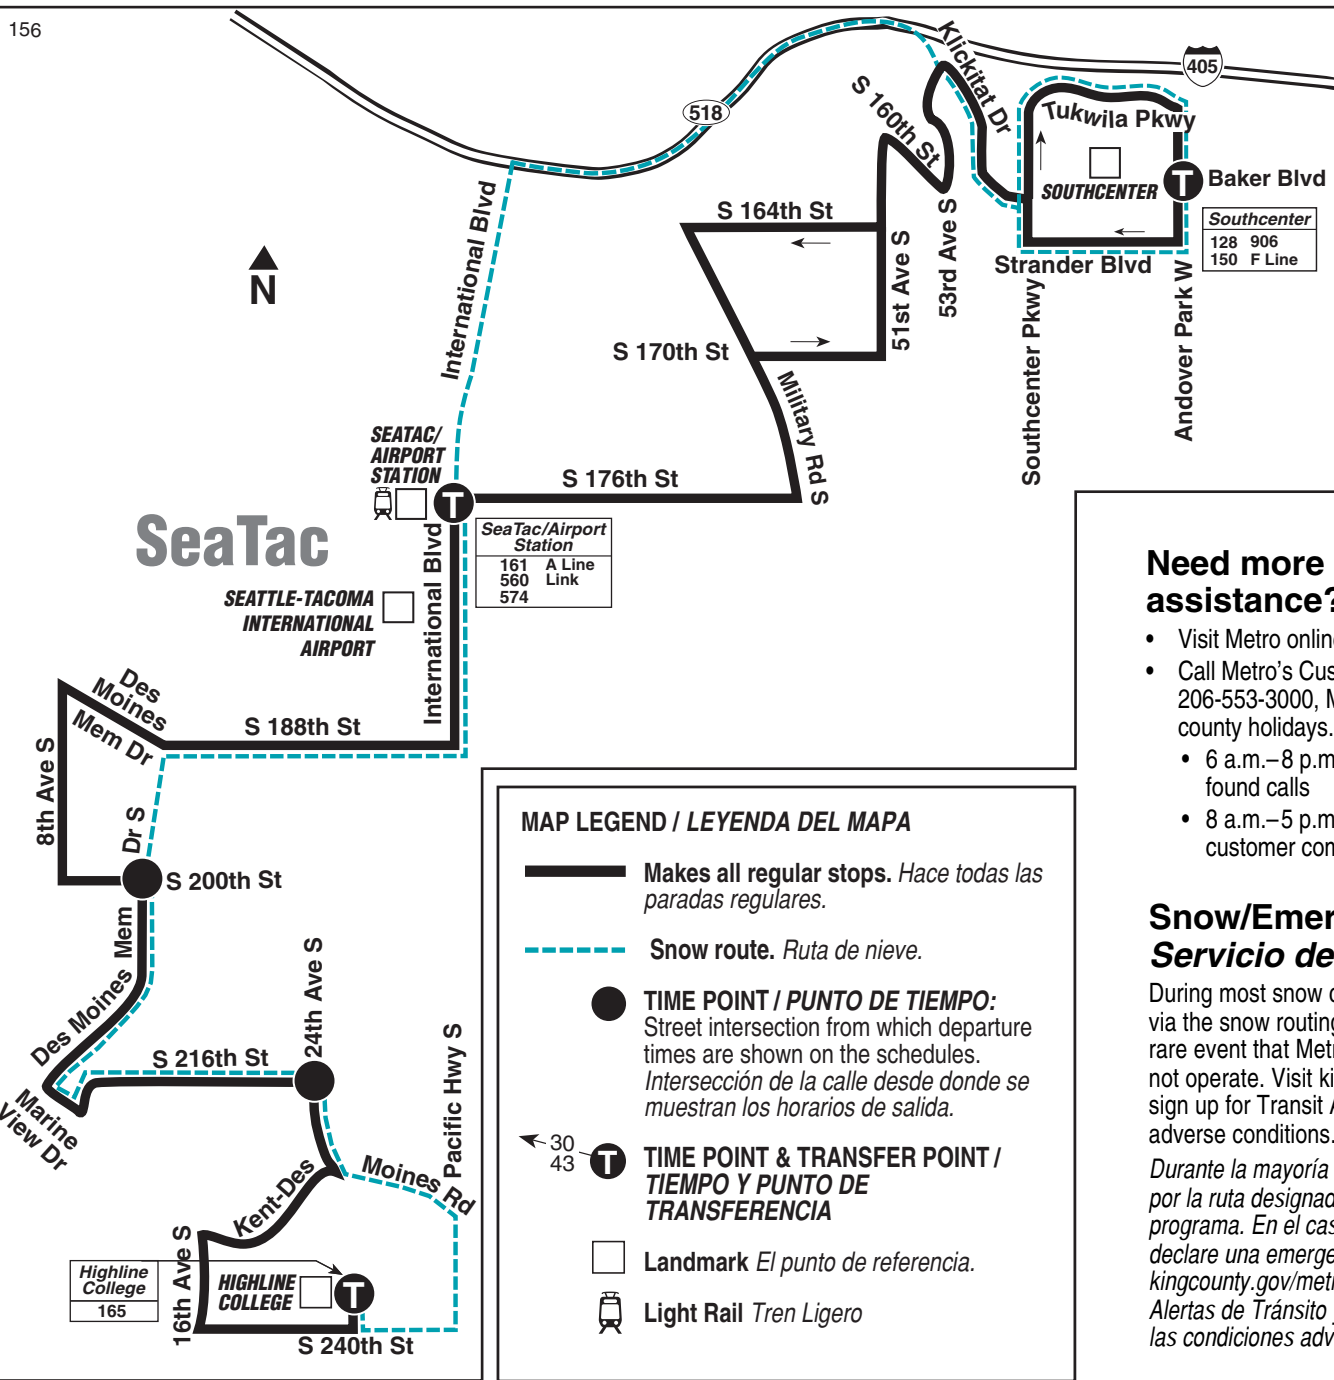 156
Klickitat Dr
405
518
S 160th St
Tukwila Pkwy
SOUTHCENTER
T
Baker Blvd
Southcenter
128 906
150 F Line
International Blvd
S 164th St
51st Ave S
53rd Ave S
Strander Blvd
Southcenter Pkwy
Andover Park W
N
S 170th St
Military Rd S
SEATAC/
AIRPORT
STATION
T
S 176th St
SeaTac
SeaTac/Airport
Station
161 A Line
560 Link
574
International Blvd
SEATTLE-TACOMA
INTERNATIONAL
AIRPORT
Des
Moines
Mem Dr
S 188th St
8th Ave S
Dr S
S 200th St
Mem
Des Moines
24th Ave S
S 216th St
Marine
View Dr
Pacific Hwy S
Kent-Des
Moines Rd
16th Ave S
Highline
College
165
HIGHLINE
COLLEGE
T
S 240th St
MAP LEGEND / LEYENDA DEL MAPA
Makes all regular stops. Hace todas las
paradas regulares.
Snow route. Ruta de nieve.
TIME POINT / PUNTO DE TIEMPO:
Street intersection from which departure
times are shown on the schedules.
Intersección de la calle desde donde se
muestran los horarios de salida.
30
43
T
TIME POINT & TRANSFER POINT /
TIEMPO Y PUNTO DE
TRANSFERENCIA
Landmark El punto de referencia.
Light Rail Tren Ligero
Need more
assistance?
• Visit Metro online
• Call Metro's Cus
206-553-3000, M
county holidays.
• 6 a.m.–8 p.m
found calls
• 8 a.m.–5 p.m
customer com
Snow/Emer
Servicio de
During most snow c
via the snow routing
rare event that Metr
not operate. Visit ki
sign up for Transit A
adverse conditions.
Durante la mayoría
por la ruta designad
programa. En el cas
declare una emerge
kingcounty.gov/metr
Alertas de Tránsito y
las condiciones adv